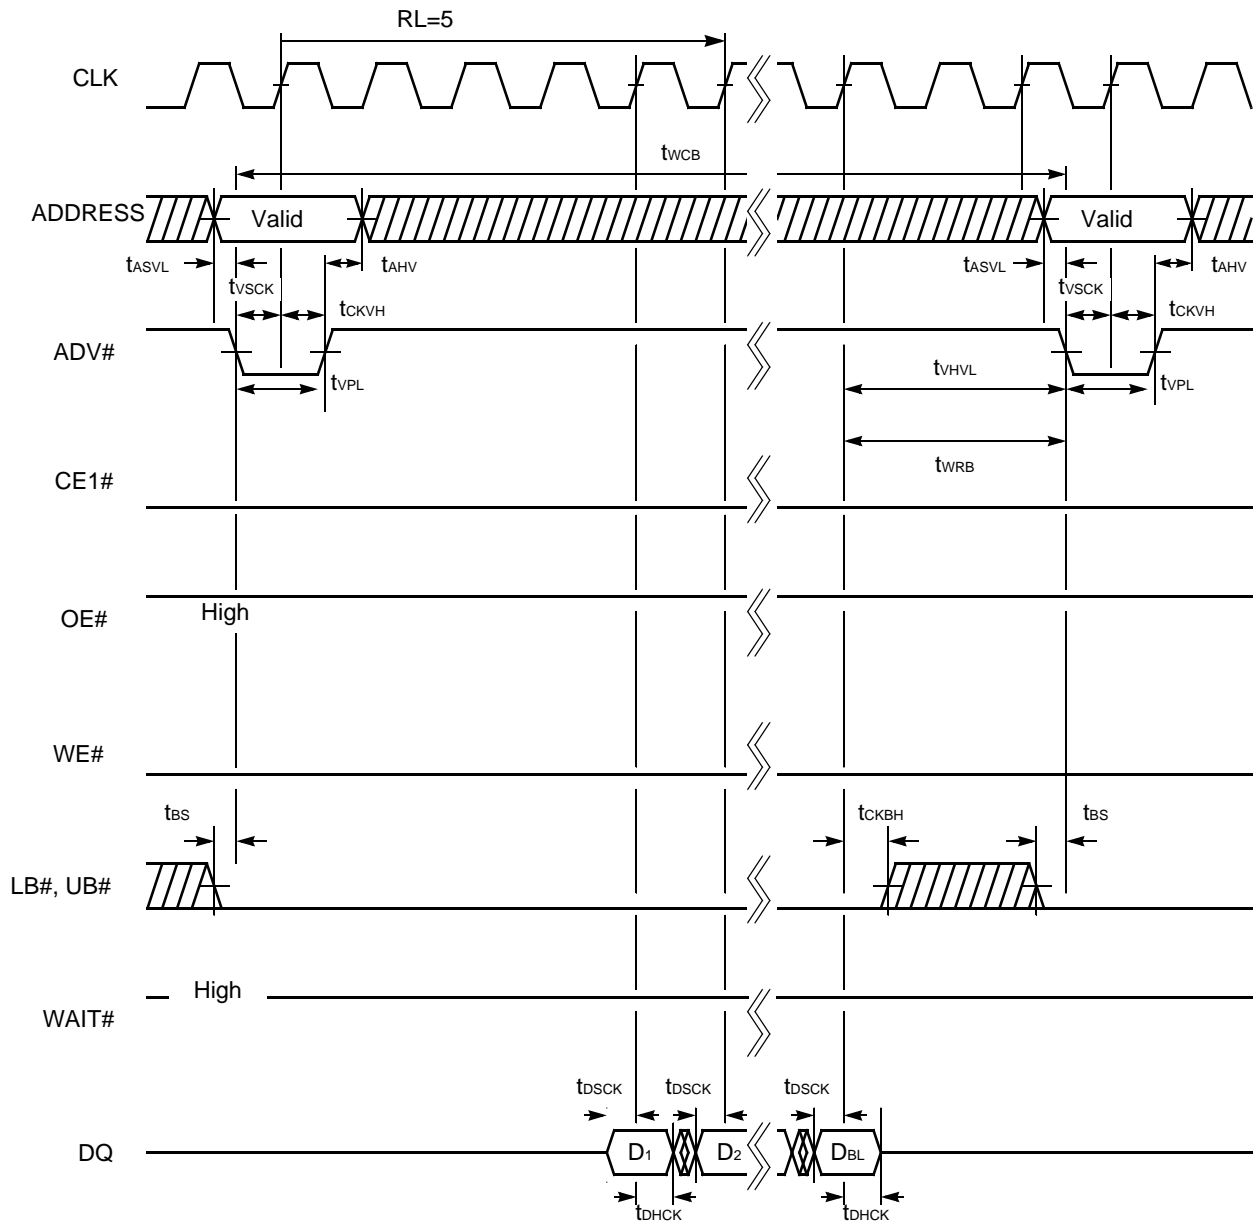 RL=5
CLK
tWCB
ADDRESS Valid Valid
tASVL tAHV tASVL tAHV
tVSCK tVSCK
tCKVH tCKVH
ADV#
tVPL tVHVL tVPL
tWRB
CE1#
OE# High
WE#
tBS tCKBH tBS
LB#, UB#
High
WAIT#
tDSCK tDSCK tDSCK
DQ D1 D2 DBL
tDHCK tDHCK